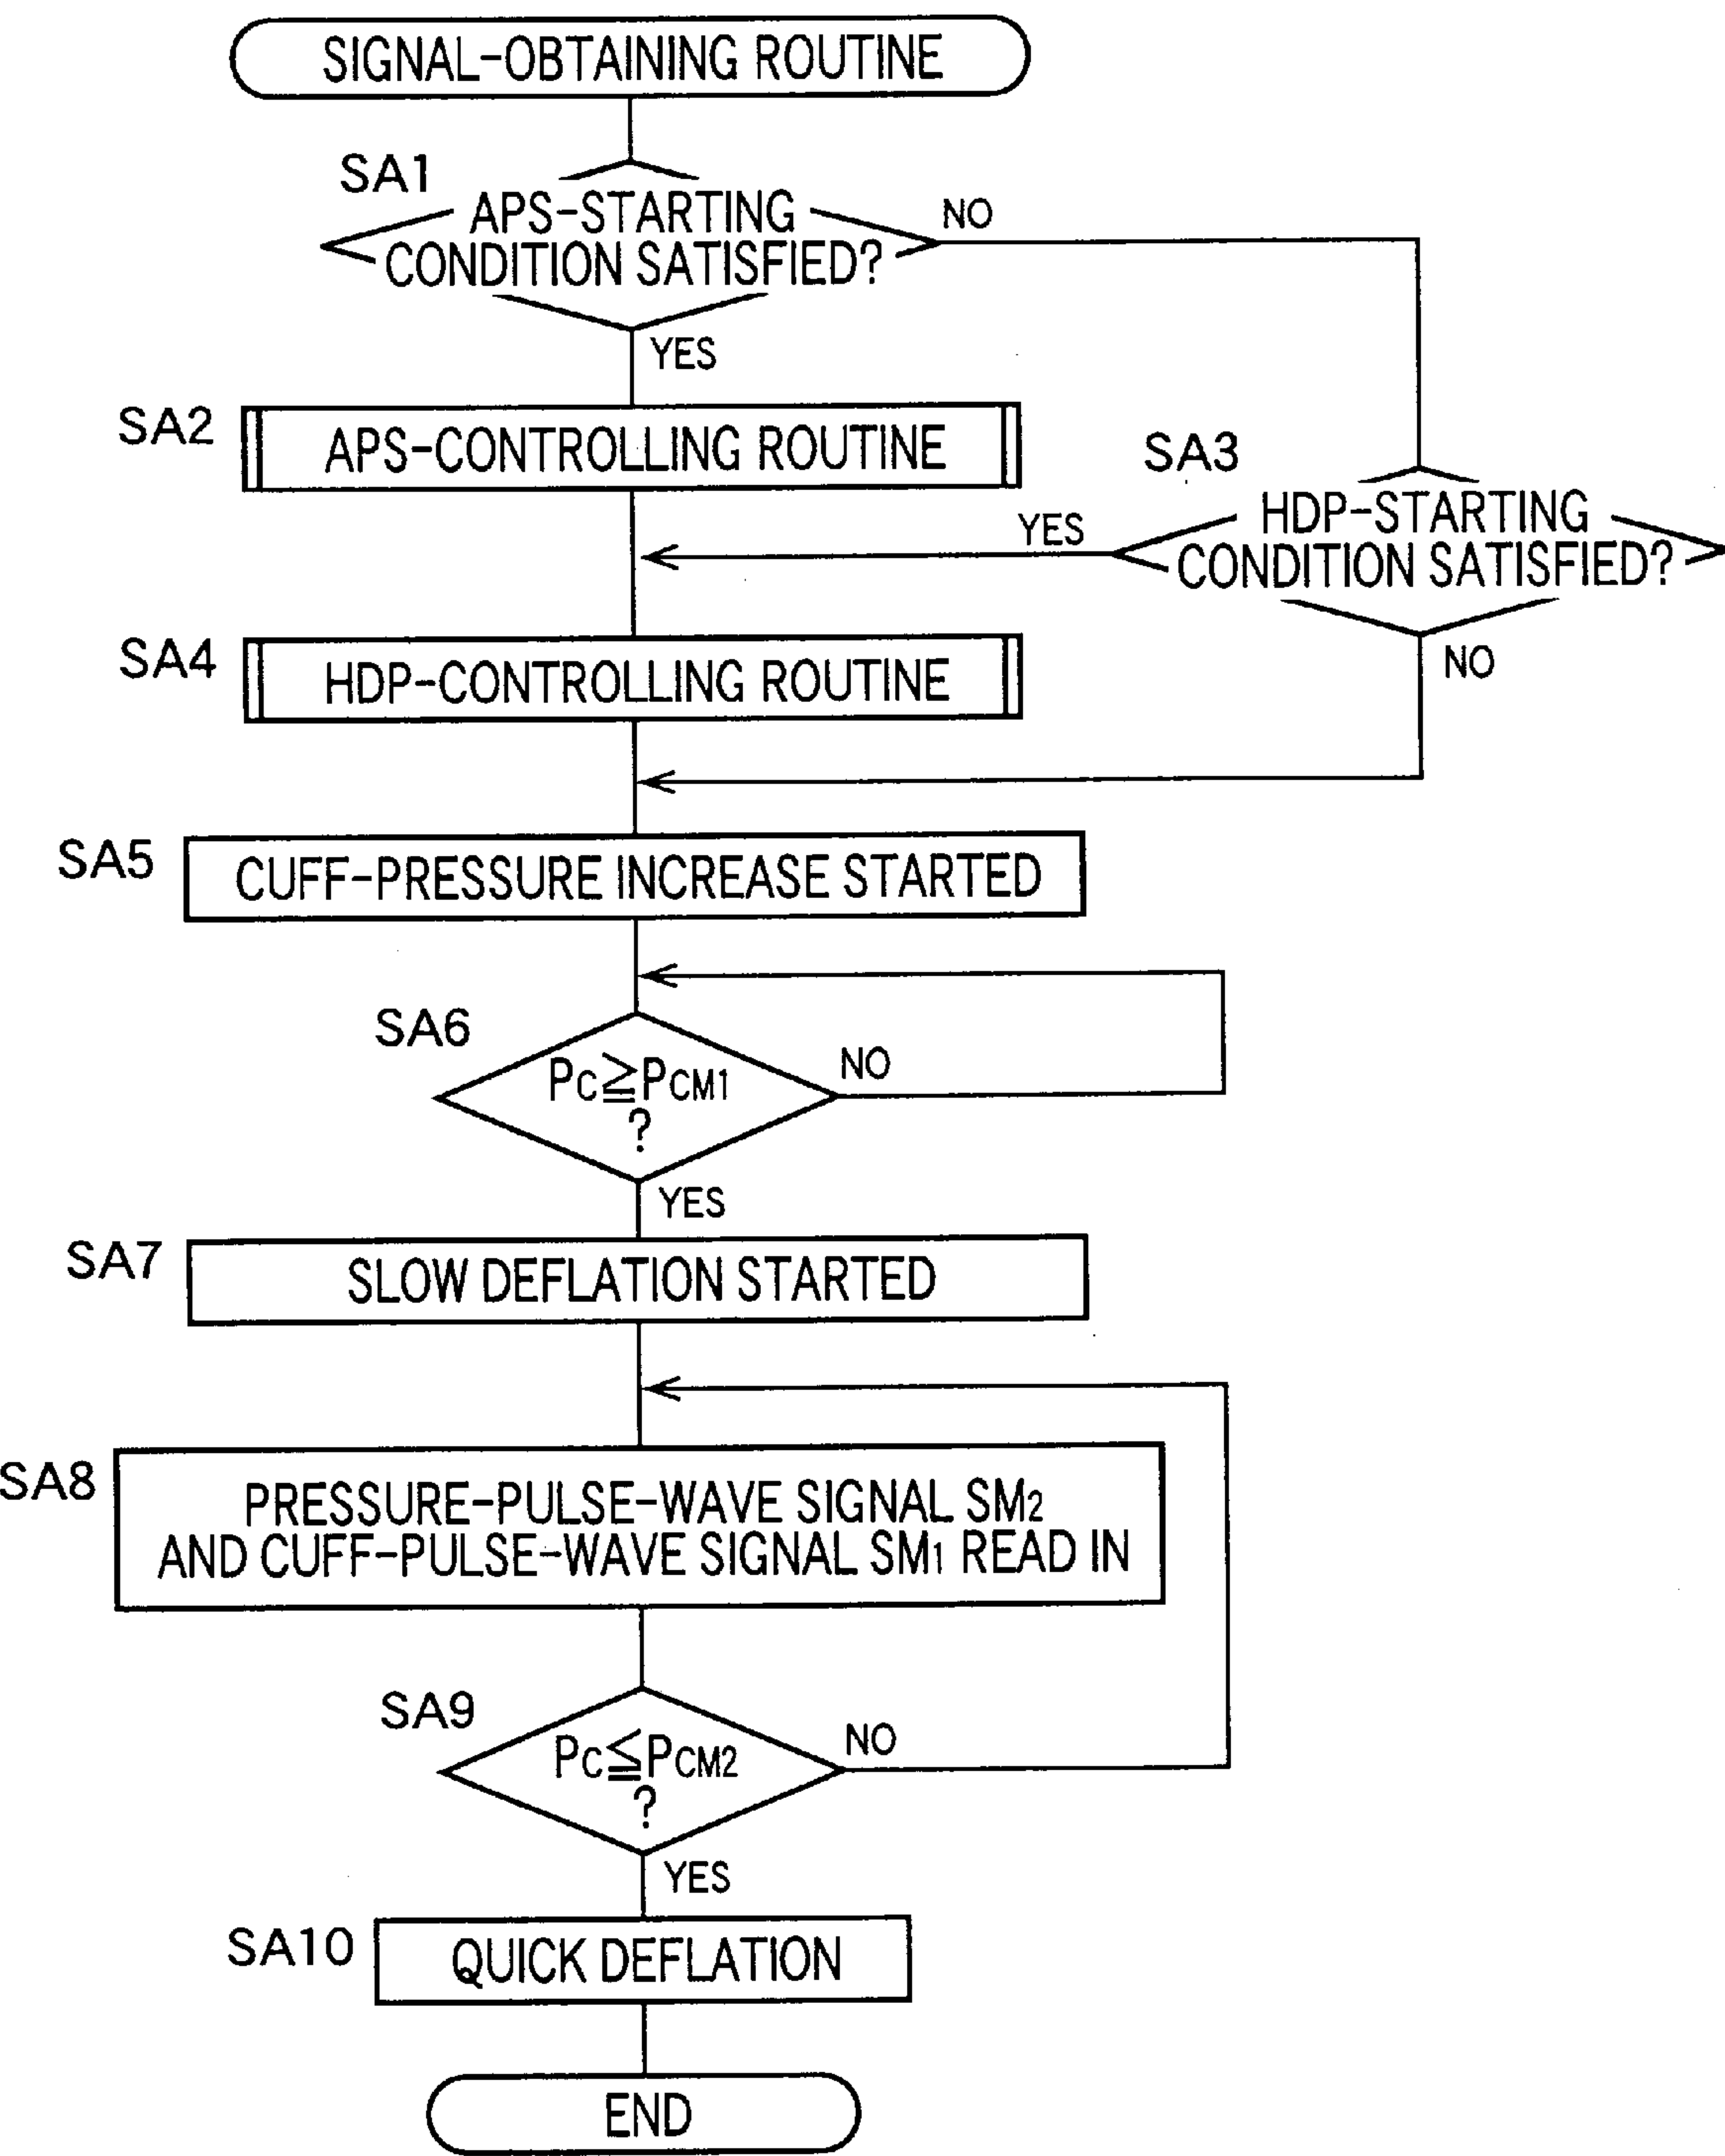 SIGNAL-OBTAINING ROUTINE
SA1
APS-STARTING
CONDITION SATISFIED?
NO
YES
SA2
APS-CONTROLLING ROUTINE
SA3
HDP-STARTING
CONDITION SATISFIED?
YES
NO
SA4
HDP-CONTROLLING ROUTINE
SA5
CUFF-PRESSURE INCREASE STARTED
SA6
PC≧PCM1
?
NO
YES
SA7
SLOW DEFLATION STARTED
SA8
PRESSURE-PULSE-WAVE SIGNAL SM2
AND CUFF-PULSE-WAVE SIGNAL SM1 READ IN
SA9
PC≦PCM2
?
NO
YES
SA10
QUICK DEFLATION
END